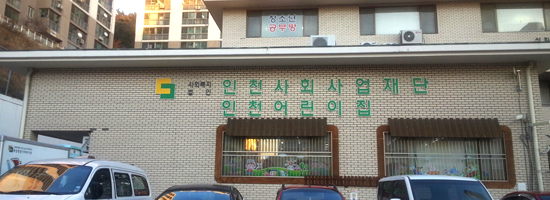 청소년
공부방
사회복지
법인
인천사회사업재단
인천어린이집